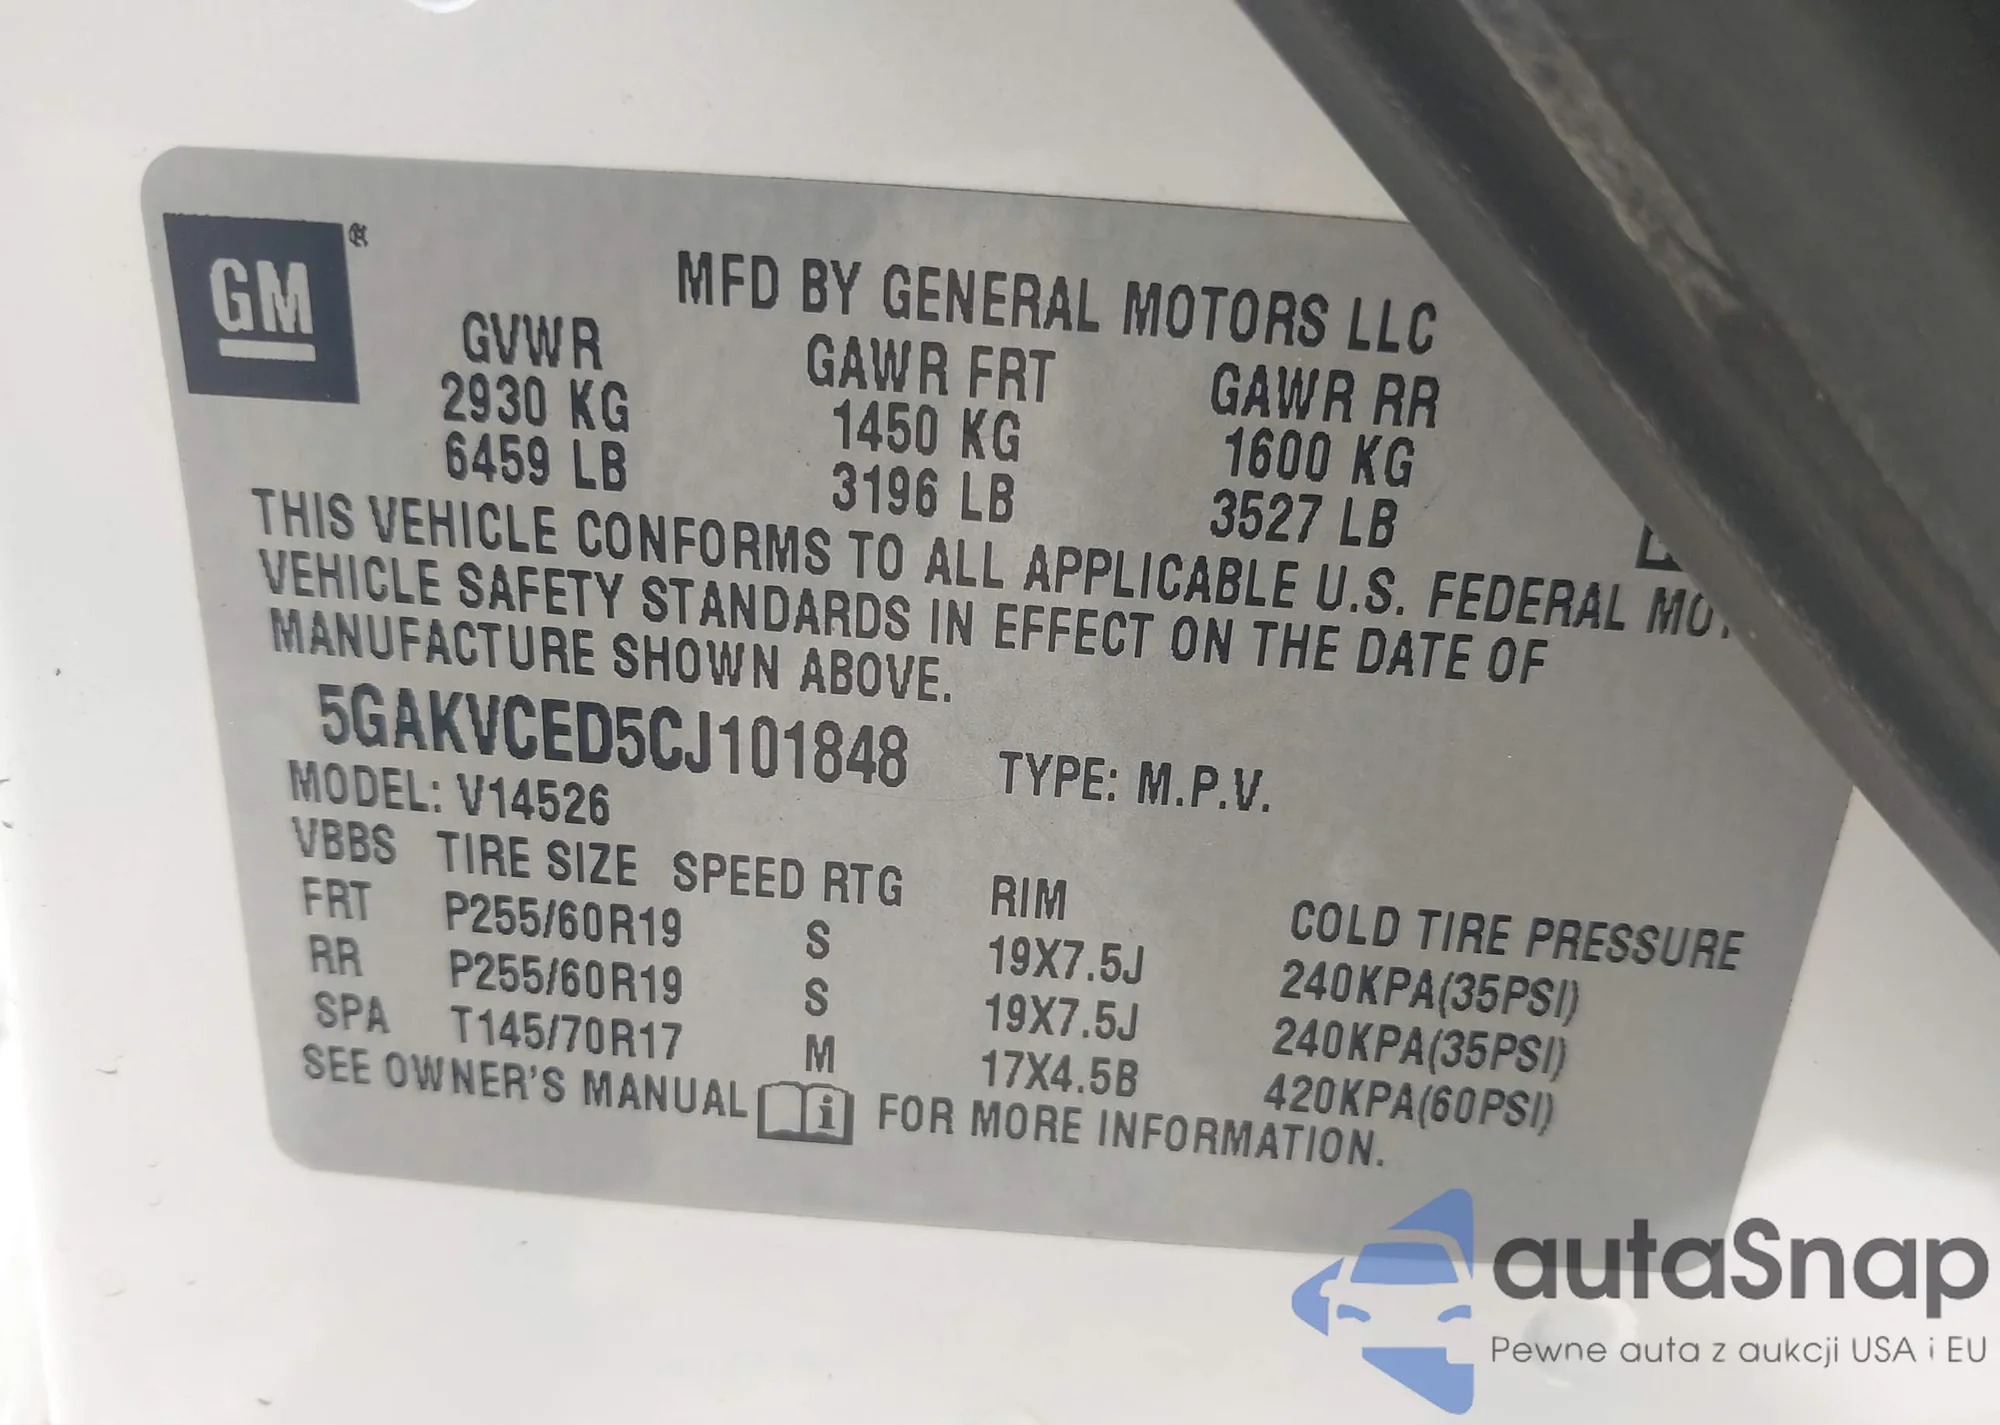 GM®
MFD BY GENERAL MOTORS LLC
GVWR GAWR FRT GAWR RR
2930 KG 1450 KG 1600 KG
6459 LB 3196 LB 3527 LB
THIS VEHICLE CONFORMS TO ALL APPLICABLE U.S. FEDERAL
VEHICLE SAFETY STANDARDS IN EFFECT ON THE DATE OF
MANUFACTURE SHOWN ABOVE.
5GAKVCED5CJ101848 TYPE: M.P.V.
MODEL: V14526
VBBS TIRE SIZE SPEED RTG RIM COLD TIRE PRESSURE
FRT P255/60R19 S 19X7.5J 240KPA(35PSI)
RR P255/60R19 S 19X7.5J 240KPA(35PSI)
SPA T145/70R17 M 17X4.5B 420KPA(60PSI)
SEE OWNER'S MANUAL i FOR MORE INFORMATION.
autaSnap
Pewne auta z aukcji USA i EU